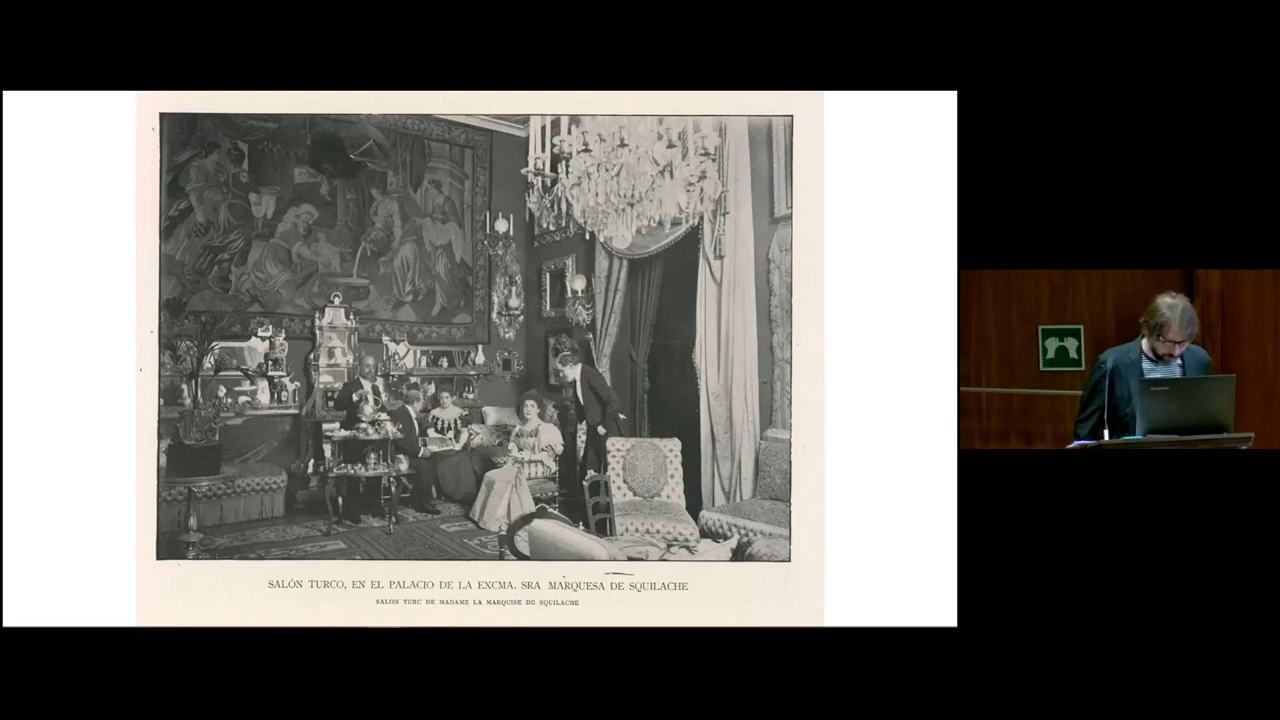 SALÓN TURCO, EN EL PALACIO DE LA EXCMA. SRA MARQUESA DE SQUILACHE
SALON TURC DE MADAME LA MARQUISE DE SQUILACHE